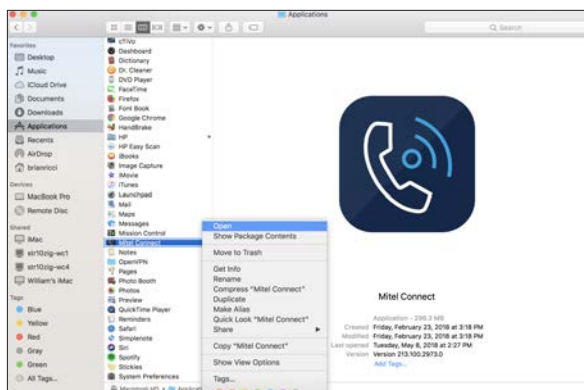 Applications
Search
Favorites
Desktop
Music
iCloud Drive
Documents
Downloads
Applications
Recents
AirDrop
brianricci
Devices
MacBook Pro
Remote Disc
Shared
iMac
str10zig-wc1
str10zig-wc4
William's iMac
Tags
Blue
Yellow
Red
Gray
Green
All Tags...
cTiVo
Dashboard
Dictionary
Dr. Cleaner
DVD Player
FaceTime
Firefox
Font Book
Google Chrome
HandBrake
HP
HP Easy Scan
iBooks
Image Capture
iMovie
iTunes
Launchpad
Mail
Maps
Messages
Mission Control
Mitel Connect
Notes
OpenVPN
Pages
Photo Booth
Photos
Preview
QuickTime Player
Reminders
Safari
Simplenote
Siri
Spotify
Stickies
System Preferences
Macintosh HD
Open
Show Package Contents
Move to Trash
Get Info
Rename
Compress "Mitel Connect"
Duplicate
Make Alias
Quick Look "Mitel Connect"
Share
Copy "Mitel Connect"
Show View Options
Tags...
Mitel Connect
Application - 296.3 MB
Created Friday, February 23, 2018 at 3:18 PM
Modified Friday, February 23, 2018 at 3:18 PM
Last opened Tuesday, May 8, 2018 at 2:27 PM
Version Version 213.100.2973.0
Add Tags...